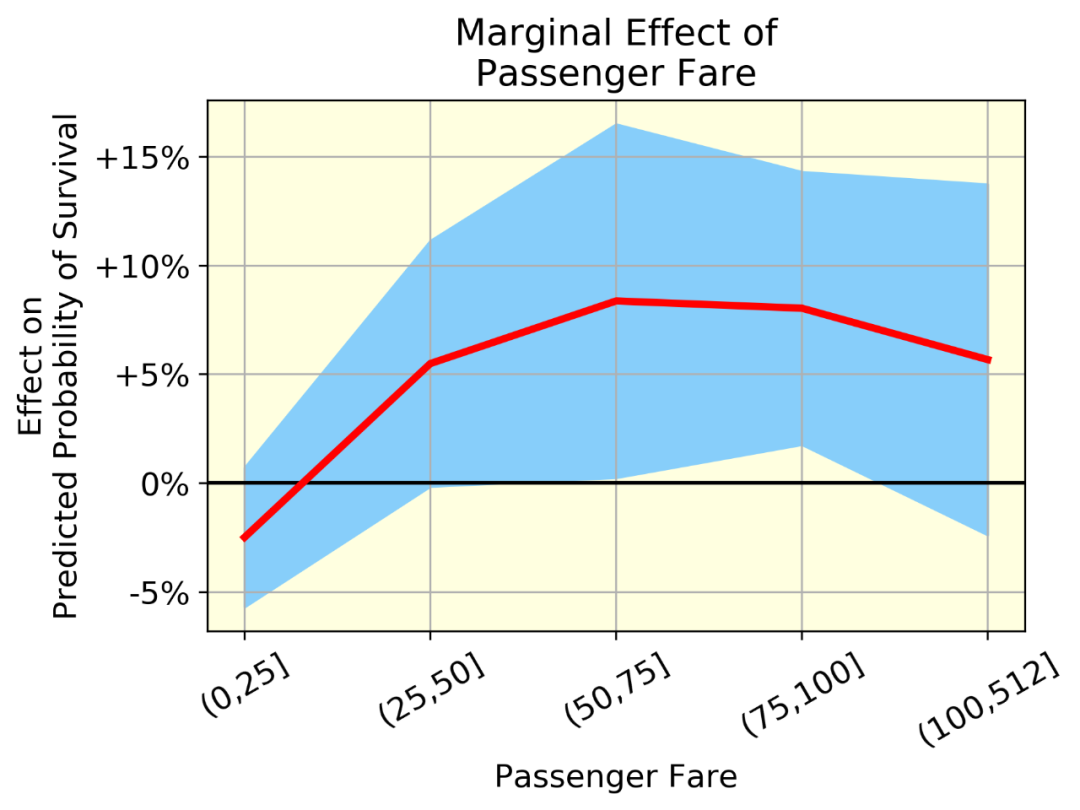 Marginal Effect of
Passenger Fare
Effect on
Predicted Probability of Survival
+15%
+10%
+5%
0%
-5%
(0,25]
(25,50]
(50,75]
(75,100]
(100,512]
Passenger Fare